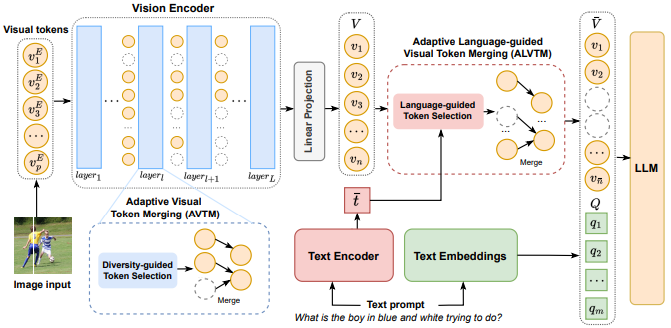 Vision Encoder
Visual tokens
v_1^E
v_2^E
v_3^E
...
v_p^E
Image input
...
...
...
...
layer_1
layer_l
layer_{l+1}
layer_L
Adaptive Visual
Token Merging (AVTM)
Diversity-guided
Token Selection
Merge
Linear Projection
V
v_1
v_2
v_3
...
v_n
Adaptive Language-guided
Visual Token Merging (ALVTM)
Language-guided
Token Selection
...
...
Merge
t̄
Text Encoder
Text Embeddings
Text prompt
What is the boy in blue and white trying to do?
V̄
v_1
v_2
...
v_n̄
Q
q_1
q_2
...
q_m
LLM